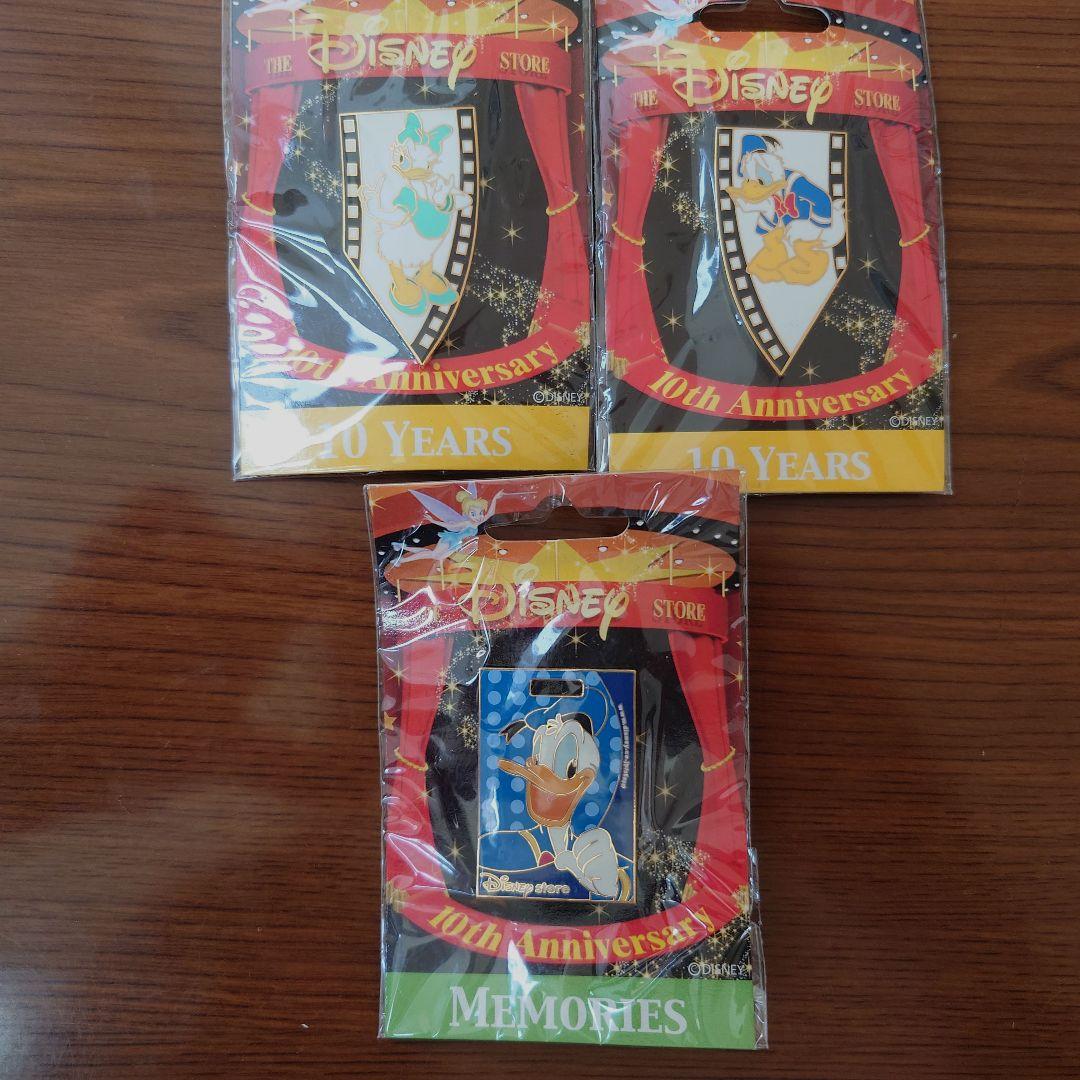 THE DISNEY STORE
10th Anniversary
©DISNEY
10 YEARS
THE DISNEY STORE
10th Anniversary
©DISNEY
10 YEARS
DISNEY STORE
Disney store
10th Anniversary
©DISNEY
MEMORIES